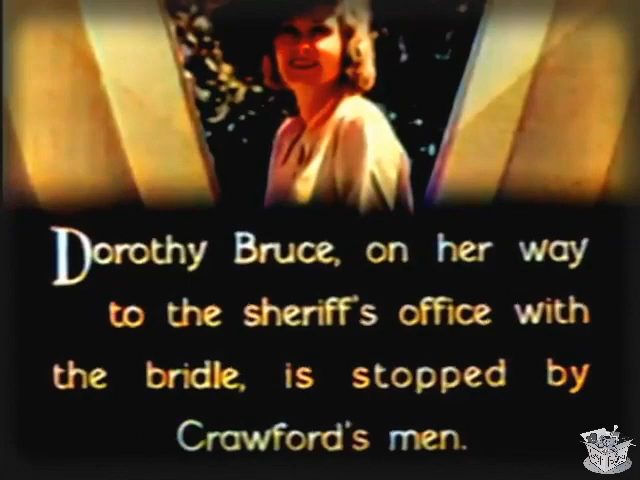 Dorothy Bruce, on her way
to the sheriff's office with
the bridle, is stopped by
Crawford's men.